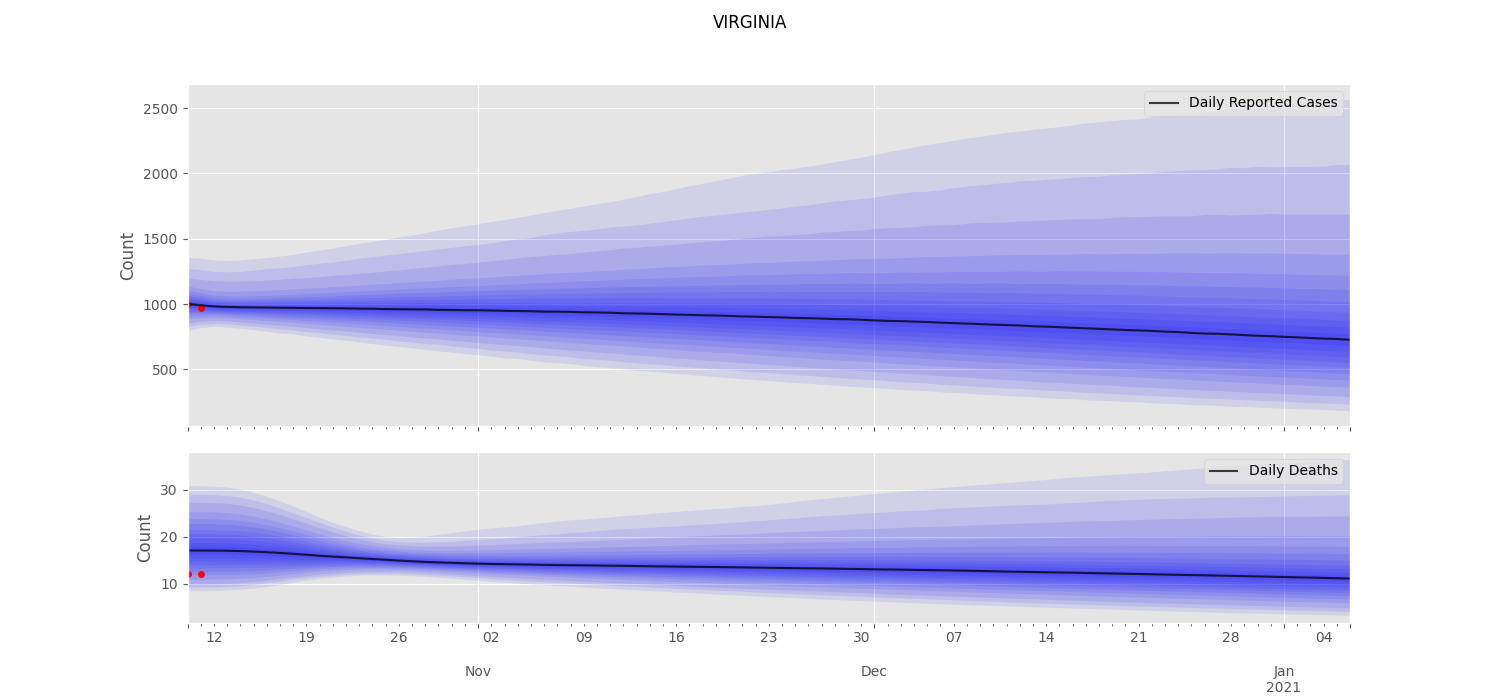 VIRGINIA
Daily Reported Cases
2500
2000
1500
1000
500
Count
Daily Deaths
30
20
10
Count
12 19 26 02 09 16 23 30 07 14 21 28 04
Nov Dec Jan
2021